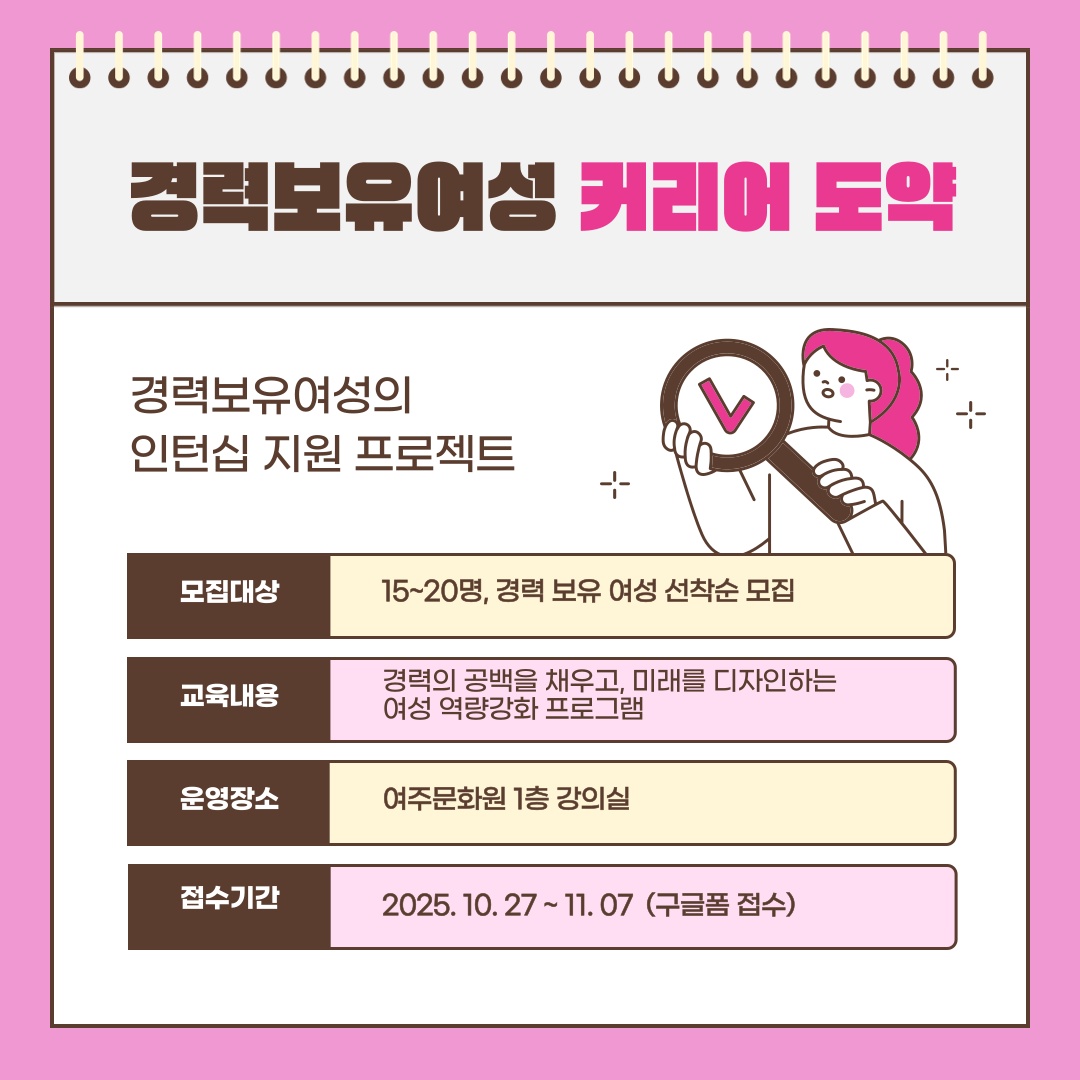 경력보유여성 커리어 도약
경력보유여성의
인턴십 지원 프로젝트
모집대상
15~20명, 경력 보유 여성 선착순 모집
교육내용
경력의 공백을 채우고, 미래를 디자인하는
여성 역량강화 프로그램
운영장소
여주문화원 1층 강의실
접수기간
2025. 10. 27 ~ 11. 07 (구글폼 접수)